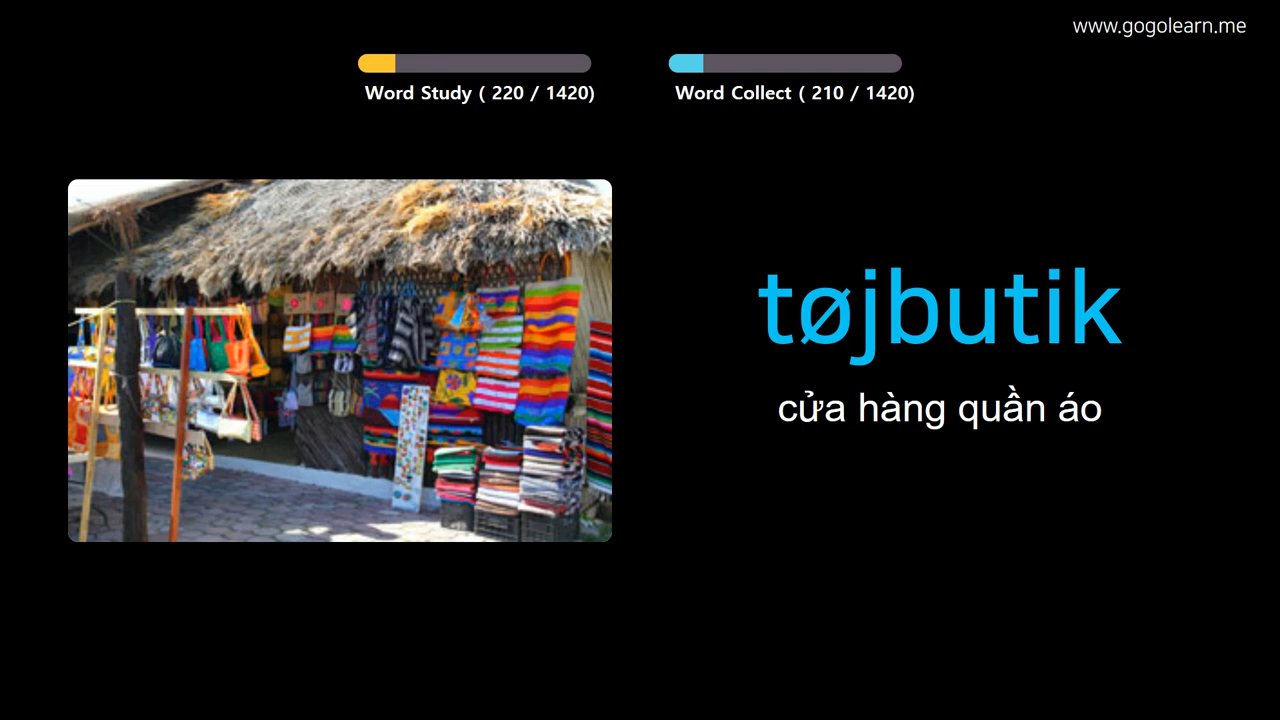 www.gogolearn.me
Word Study ( 220 / 1420)
Word Collect ( 210 / 1420)
tøjbutik
cửa hàng quần áo